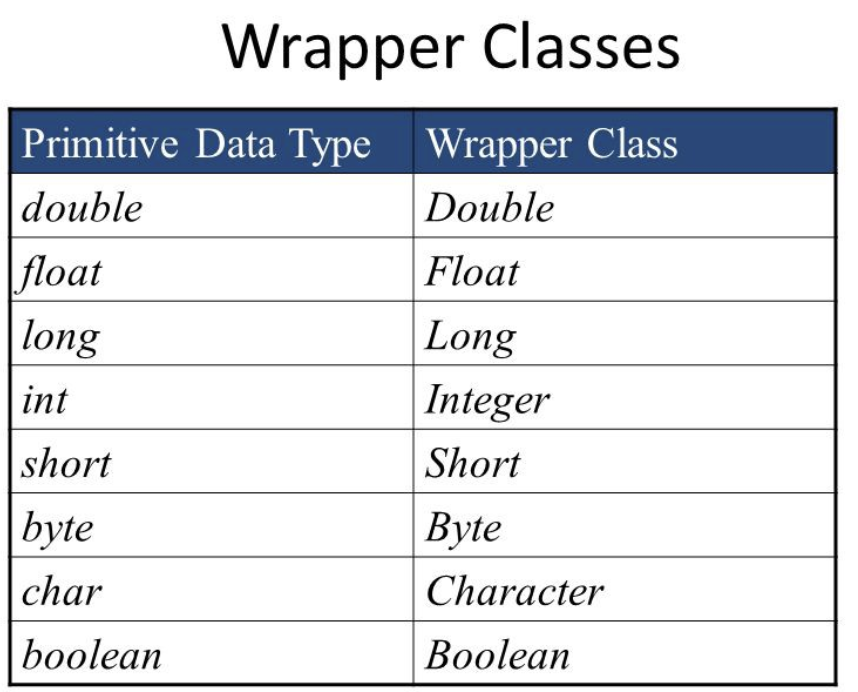 Wrapper Classes
Primitive Data Type Wrapper Class
double Double
float Float
long Long
int Integer
short Short
byte Byte
char Character
boolean Boolean